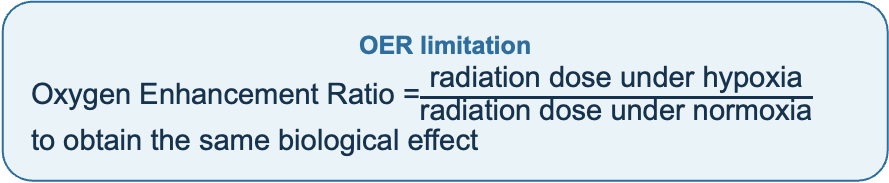 OER limitation
radiation dose under hypoxia
Oxygen Enhancement Ratio =
radiation dose under normoxia
to obtain the same biological effect